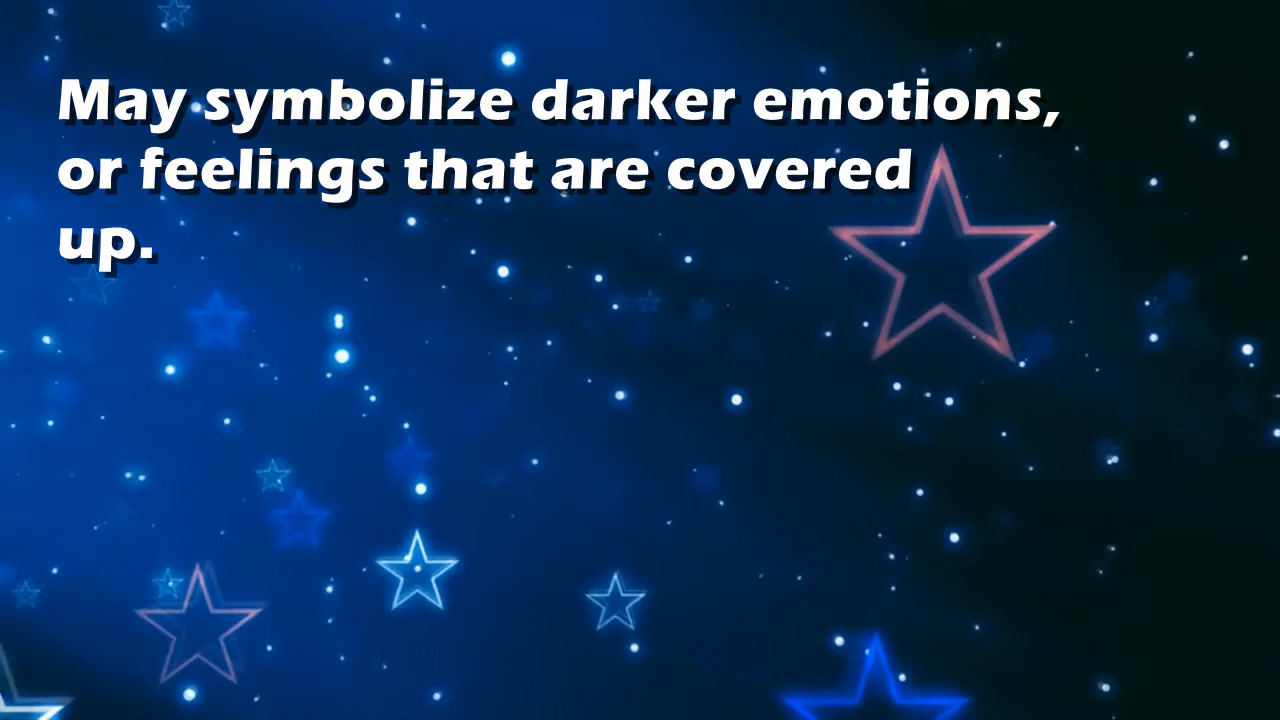 May symbolize darker emotions,
or feelings that are covered
up.